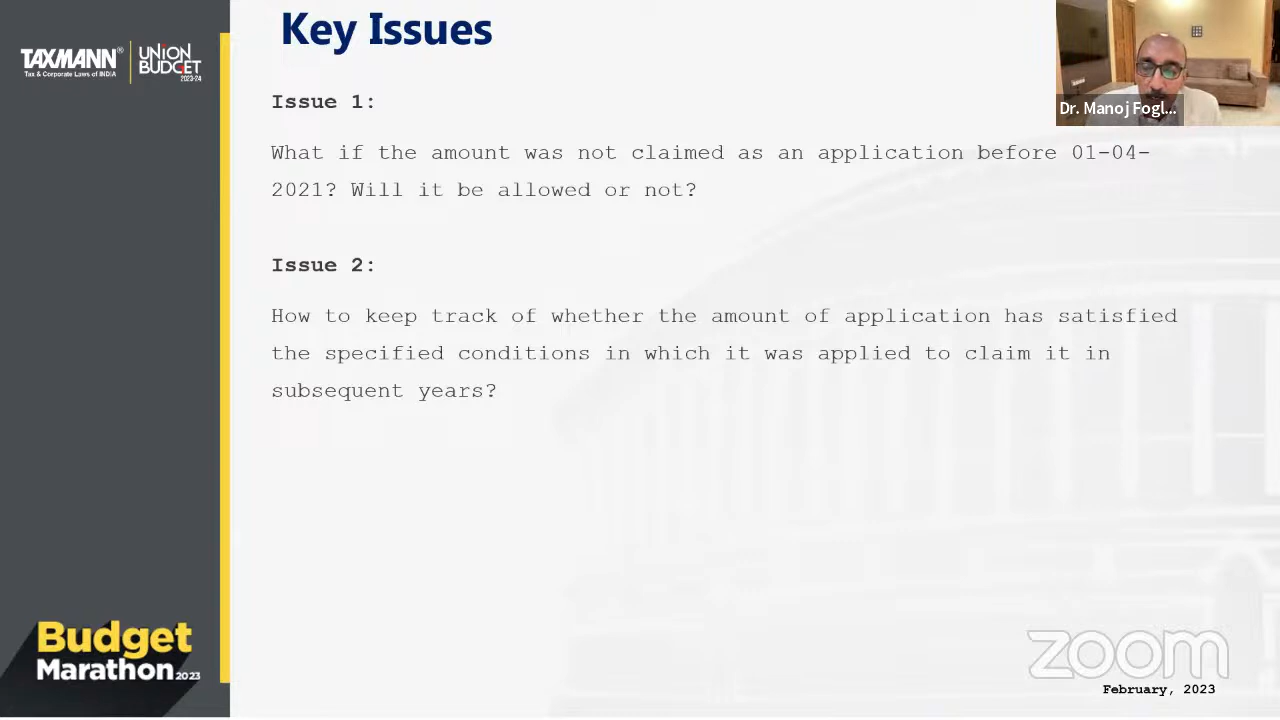 Key Issues
TAXMANN®
Tax & Corporate Laws of INDIA
UNION
BUDGET
2023-24
Dr. Manoj Fogl...
Issue 1:
What if the amount was not claimed as an application before 01-04-
2021? Will it be allowed or not?
Issue 2:
How to keep track of whether the amount of application has satisfied
the specified conditions in which it was applied to claim it in
subsequent years?
Budget
Marathon 2023
zoom
February, 2023